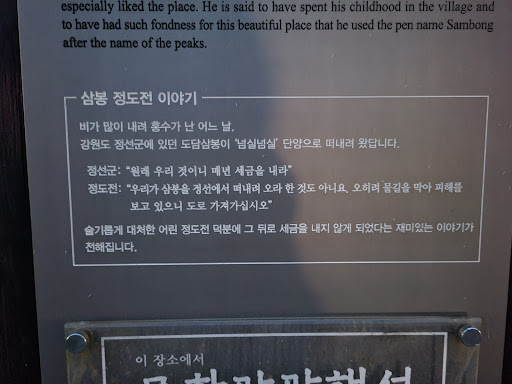 especially liked the place. He is said to have spent his childhood in the village and
to have had such fondness for this beautiful place that he used the pen name Sambong
after the name of the peaks.
삼봉 정도전 이야기
비가 많이 내려 홍수가 난 어느 날.
강원도 정선군에 있던 도담삼봉이 '넘실넘실' 단양으로 떠내려 왔답니다.
정선군: "원래 우리 것이니 매년 세금을 내라"
정도전: "우리가 삼봉을 정선에서 떠내려 오라 한 것도 아니요. 오히려 물길을 막아 피해를
보고 있으니 도로 가져가십시오"
슬기롭게 대처한 어린 정도전 덕분에 그 뒤로 세금을 내지 않게 되었다는 재미있는 이야기가
전해집니다.
이 장소에서